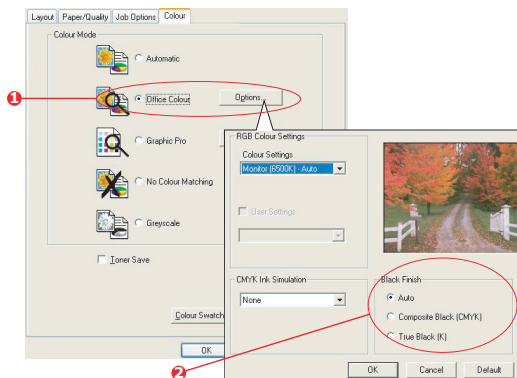 Layout Paper/Quality Job Options Colour
Colour Mode
Automatic
1
Office Colour
Options...
Graphic Pro
No Colour Matching
Greyscale
Toner Save
Colour Swatch
OK
RGB Colour Settings
Colour Settings
Monitor (6500K) - Auto
User Settings
CMYK Ink Simulation
None
Black Finish
Auto
Composite Black (CMYK)
True Black (K)
2
OK Cancel Default